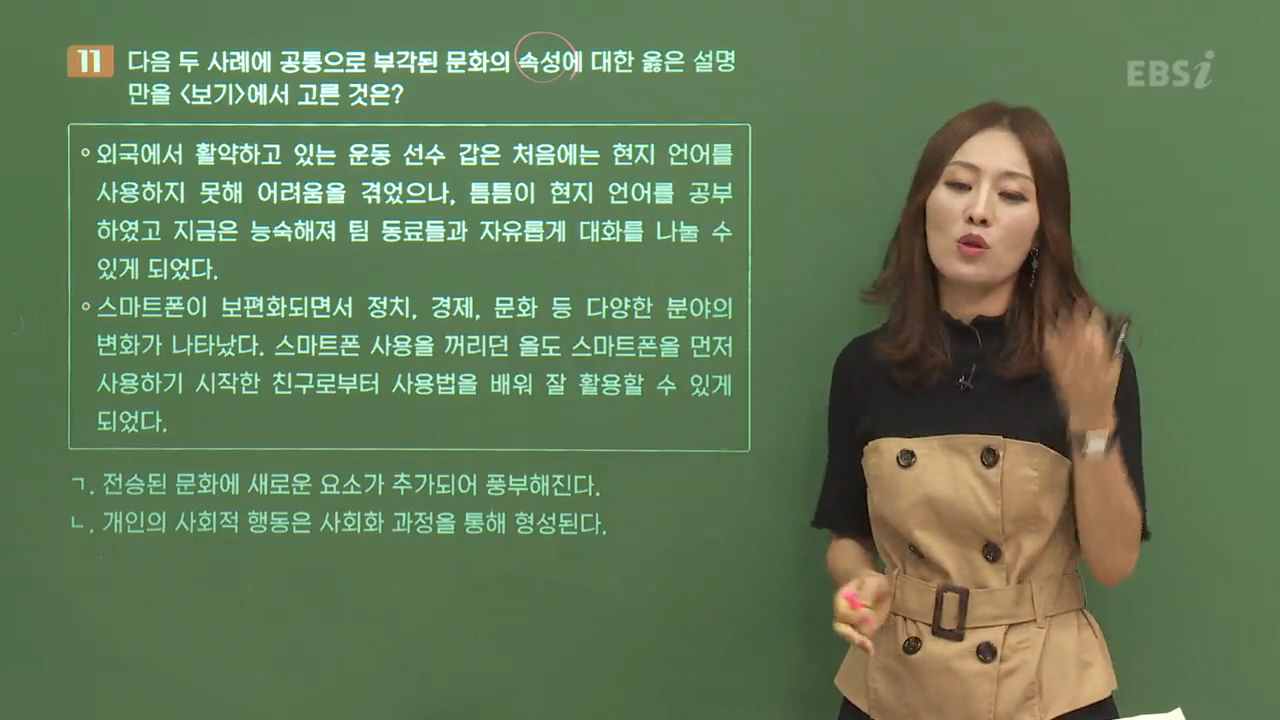 11 다음 두 사례에 공통으로 부각된 문화의 속성에 대한 옳은 설명
만을 <보기>에서 고른 것은?
EBSi
◦외국에서 활약하고 있는 운동 선수 갑은 처음에는 현지 언어를
사용하지 못해 어려움을 겪었으나, 틈틈이 현지 언어를 공부
하였고 지금은 능숙해져 팀 동료들과 자유롭게 대화를 나눌 수
있게 되었다.
◦스마트폰이 보편화되면서 정치, 경제, 문화 등 다양한 분야의
변화가 나타났다. 스마트폰 사용을 꺼리던 을도 스마트폰을 먼저
사용하기 시작한 친구로부터 사용법을 배워 잘 활용할 수 있게
되었다.
ㄱ. 전승된 문화에 새로운 요소가 추가되어 풍부해진다.
ㄴ. 개인의 사회적 행동은 사회화 과정을 통해 형성된다.